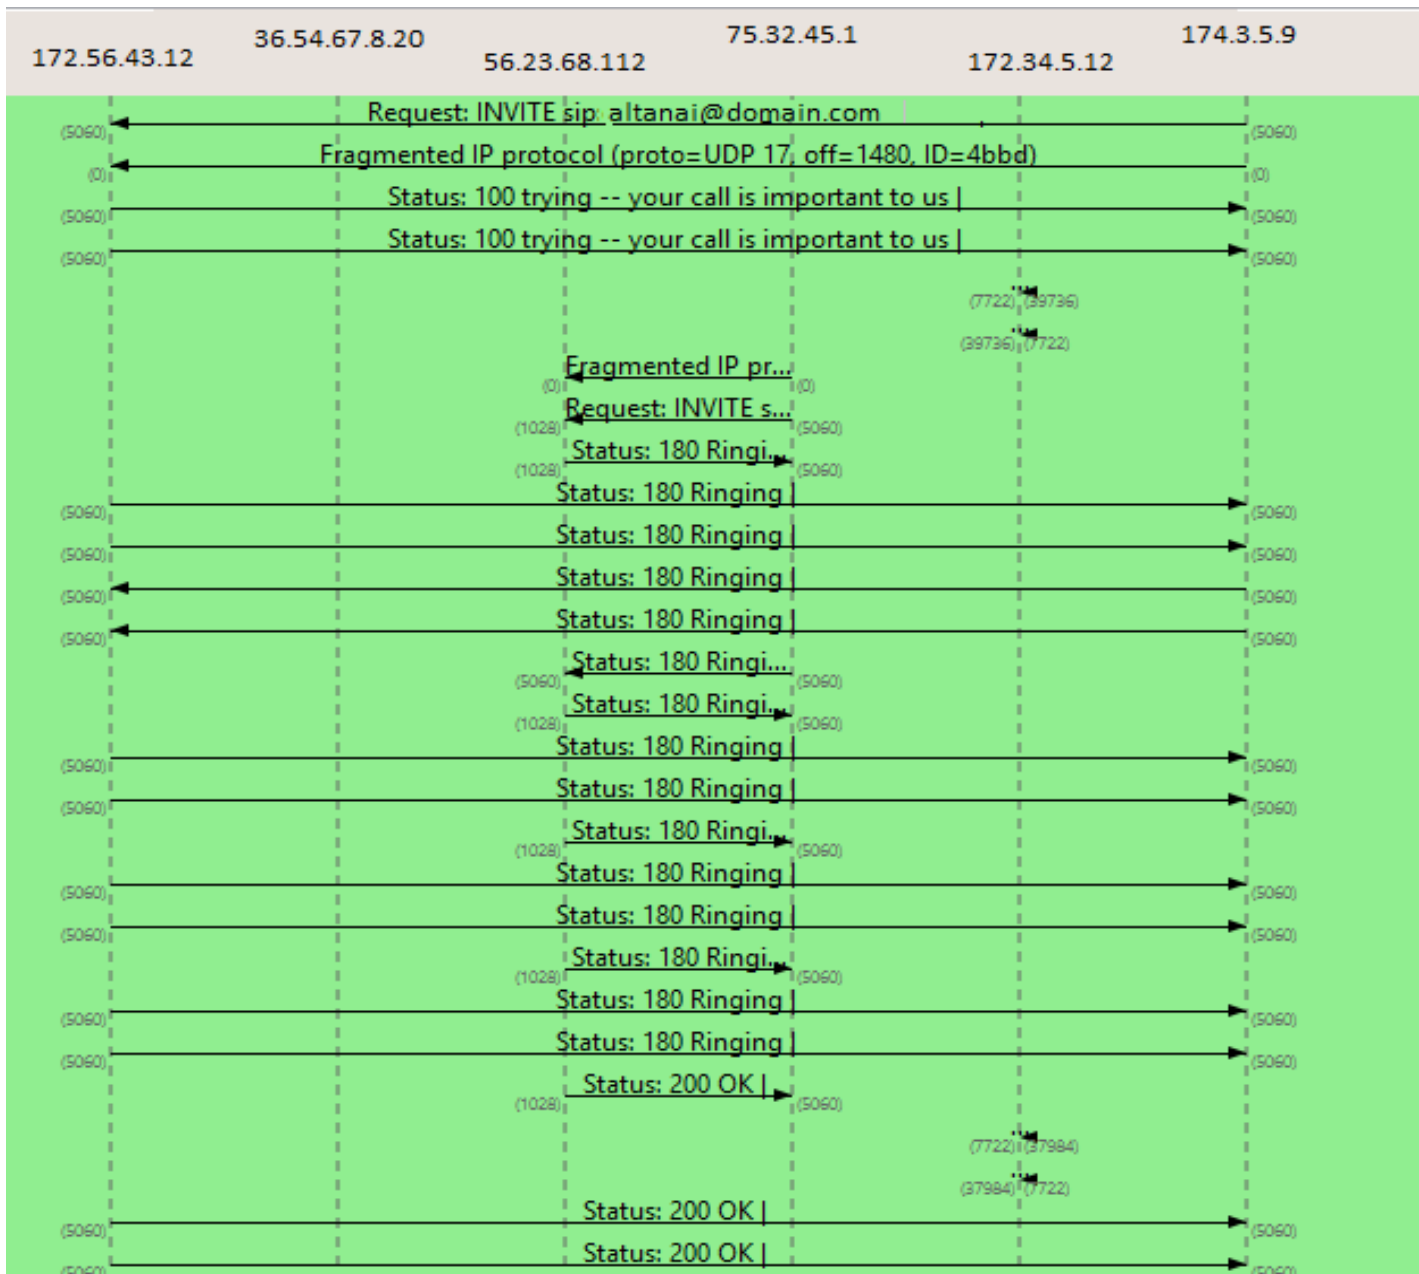 36.54.67.8.20 75.32.45.1 174.3.5.9
172.56.43.12 56.23.68.112 172.34.5.12
Request: INVITE sip: altanai@domain.com
(5060) (5060)
Fragmented IP protocol (proto=UDP 17, off=1480, ID=4bbd)
(0) (0)
Status: 100 trying -- your call is important to us |
(5060) (5060)
Status: 100 trying -- your call is important to us |
(5060) (5060)
(7722) (39736)
(39736) (7722)
Fragmented IP pr...
(0) (0)
Request: INVITE s...
(1028) (5060)
Status: 180 Ringi...
(1028) (5060)
Status: 180 Ringing |
(5060) (5060)
Status: 180 Ringing |
(5060) (5060)
Status: 180 Ringing |
(5060) (5060)
Status: 180 Ringing |
(5060) (5060)
Status: 180 Ringi...
(5060) (5060)
Status: 180 Ringi...
(1028) (5060)
Status: 180 Ringing |
(5060) (5060)
Status: 180 Ringing |
(5060) (5060)
Status: 180 Ringi...
(1028) (5060)
Status: 180 Ringing |
(5060) (5060)
Status: 180 Ringing |
(5060) (5060)
Status: 180 Ringi...
(1028) (5060)
Status: 180 Ringing |
(5060) (5060)
Status: 180 Ringing |
(5060) (5060)
Status: 200 OK |
(1028) (5060)
(7722) (37984)
(37984) (7722)
Status: 200 OK |
(5060) (5060)
Status: 200 OK |
(5060) (5060)